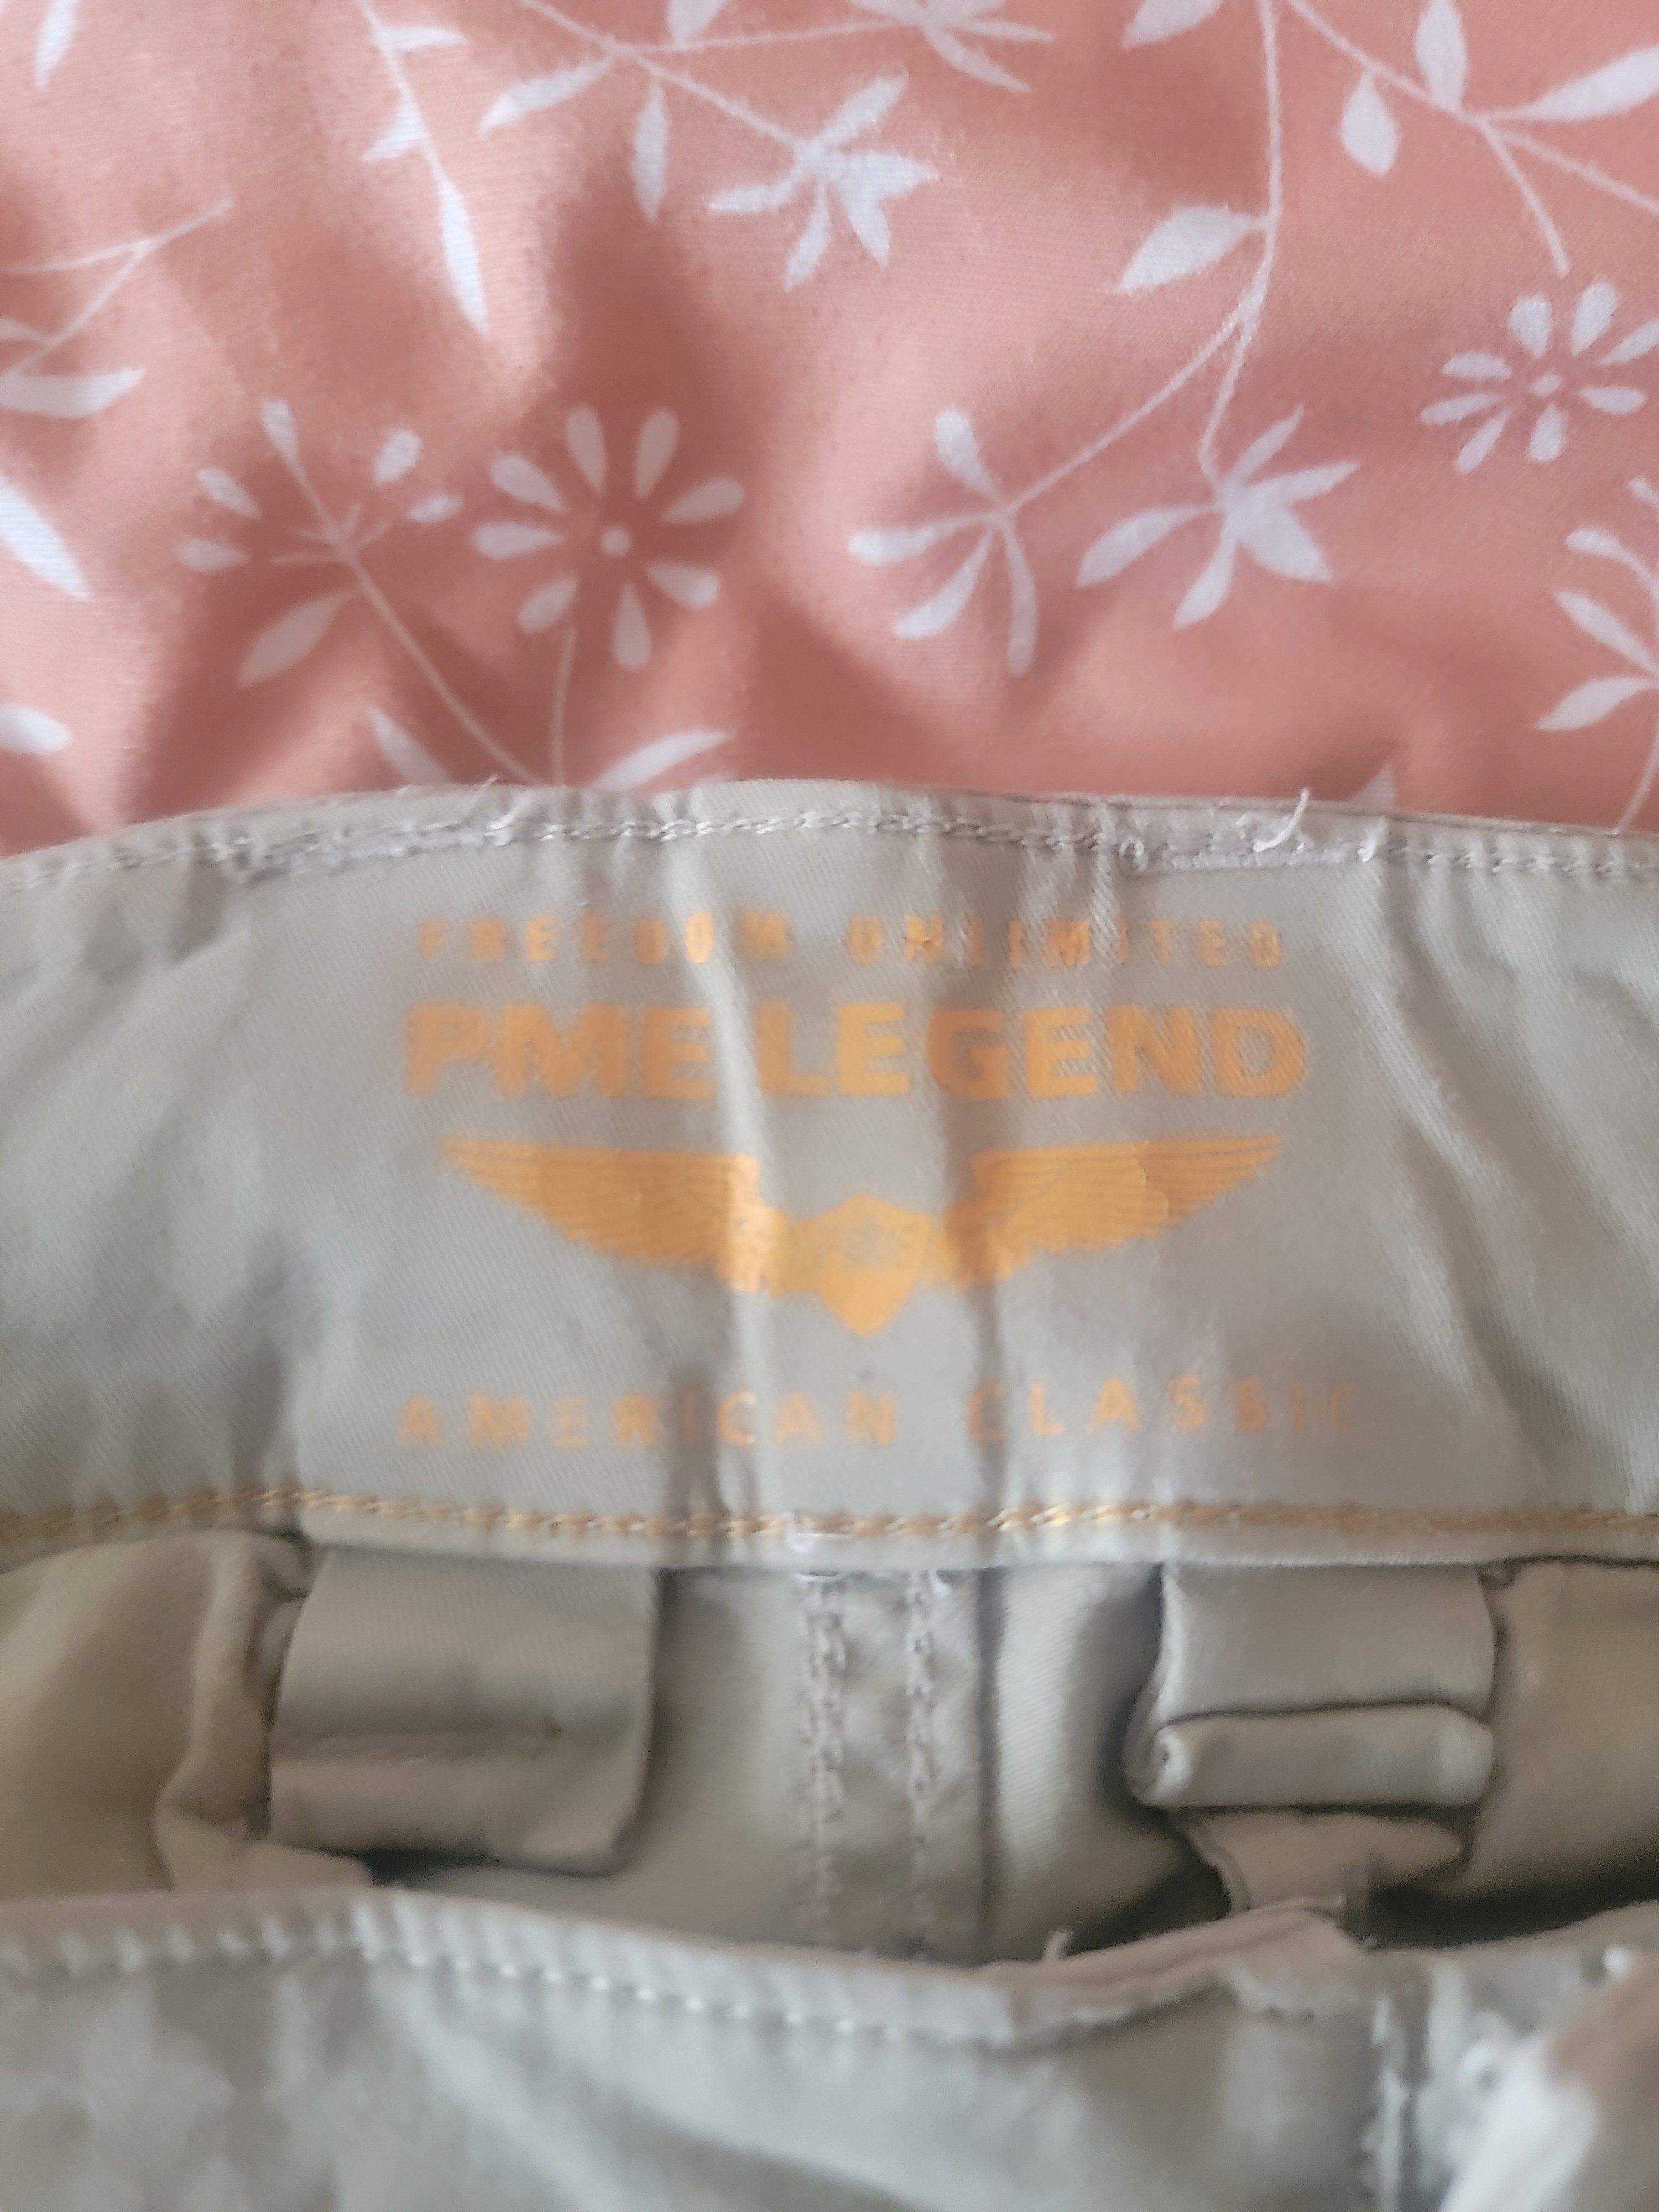 FREEDOM UNLIMITED
PME LEGEND
AMERICAN CLASSIC